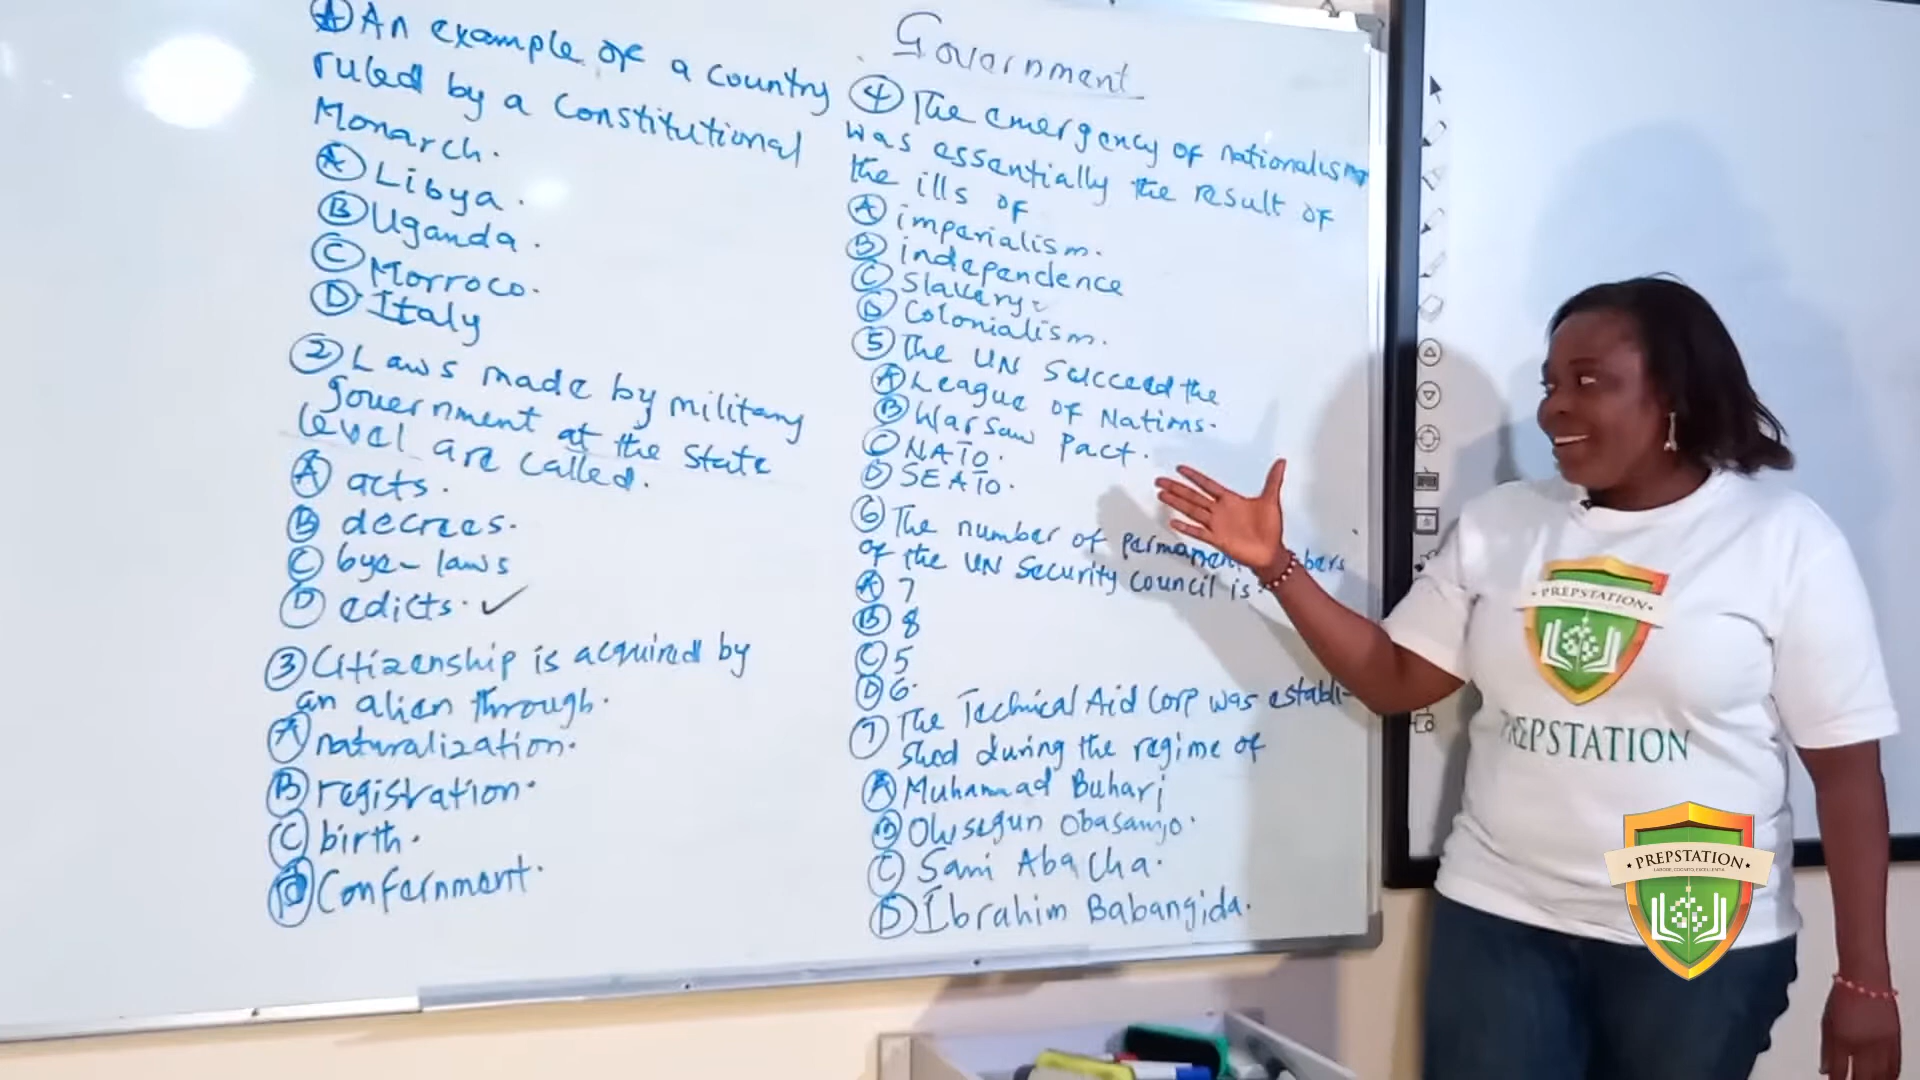 Government
An example of a country
ruled by a Constitutional
Monarch.
A Libya.
B Uganda.
C Morroco.
D Italy
2 Laws made by military
government at the State
level are called.
A acts.
B decrees.
C bye-laws
D edicts. ✓
3 Citizenship is acquired by
an alien through.
A naturalization.
B registration.
C birth.
D Confernment.
4 The emergency of nationalism
was essentially the result of
the ills of
A imperialism.
B independence
C Slavery.
D Colonialism.
5 The UN Succeed the
A League of Nations.
B Warsaw Pact.
C NATO.
D SEATO.
6 The number of permanent
of the UN Security Council is
A 7
B 8
C 5
D 6.
7 The Technical Aid Corp was establi-
shed during the regime of
A Muhammad Buhari
B Olusegun Obasanjo.
C Sani Abacha.
D Ibrahim Babangida.
PREPSTATION
PREPSTATION
PREPSTATION